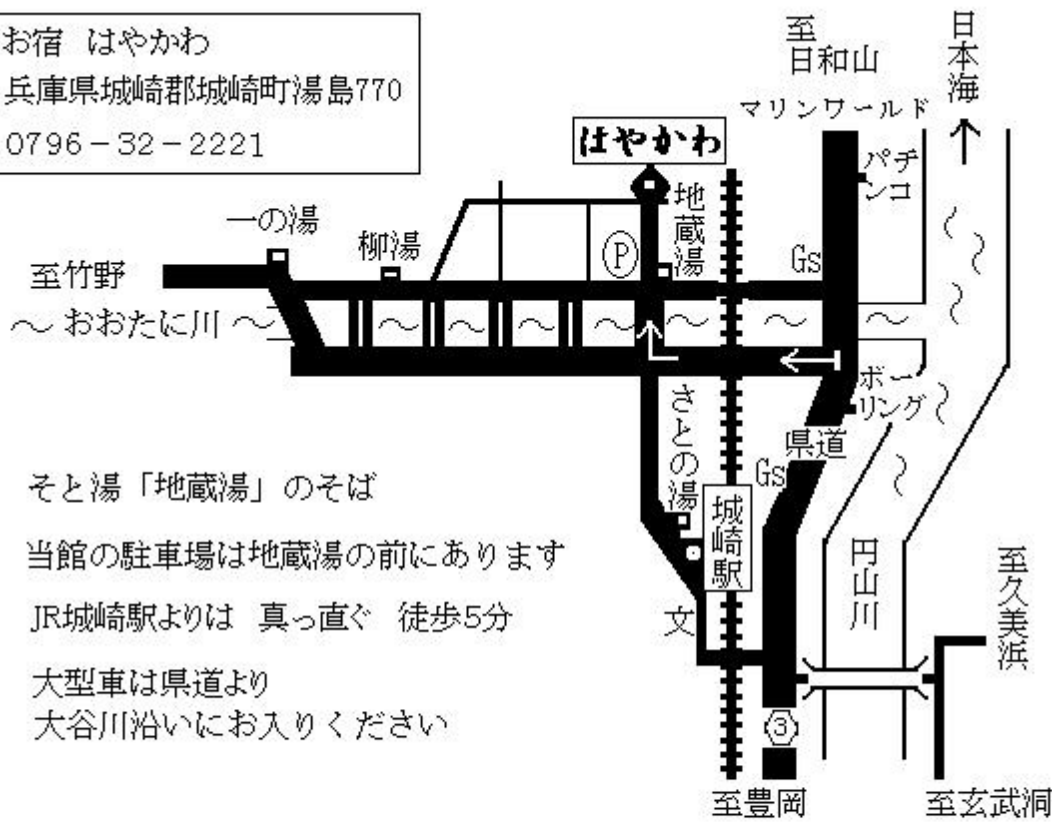 お宿 はやかわ
兵庫県城崎郡城崎町湯島770
0796-32-2221
至
日和山
マリンワールド
日本海
はやかわ
パチ
ンコ
地蔵湯
一の湯
柳湯
P
Gs
至竹野
おおたに川
ボー
リング
さとの湯
県道
Gs
城崎駅
そと湯「地蔵湯」のそば
当館の駐車場は地蔵湯の前にあります
円山川
至久美浜
JR城崎駅よりは 真っ直ぐ 徒歩5分
文
大型車は県道より
大谷川沿いにお入りください
3
至豊岡
至玄武洞